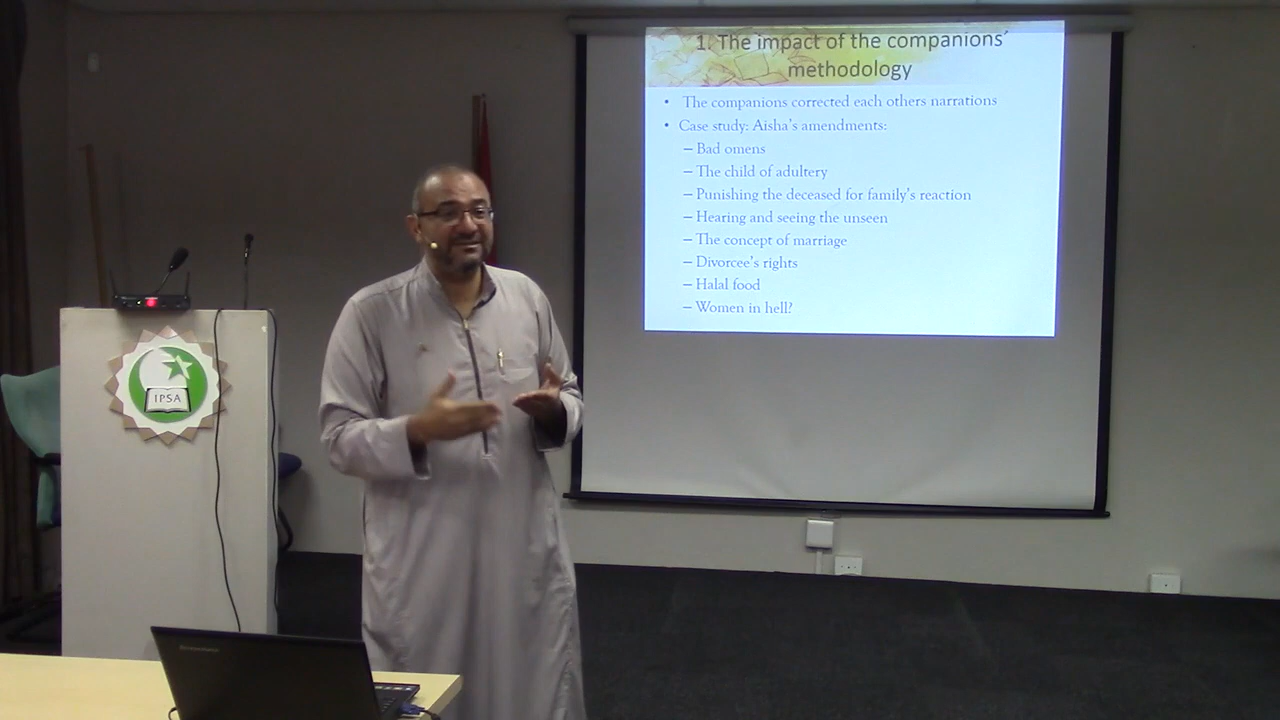 1. The impact of the companions'
methodology
• The companions corrected each others narrations
• Case study: Aisha's amendments:
– Bad omens
– The child of adultery
– Punishing the deceased for family's reaction
– Hearing and seeing the unseen
– The concept of marriage
– Divorcee's rights
– Halal food
– Women in hell?
IPSA